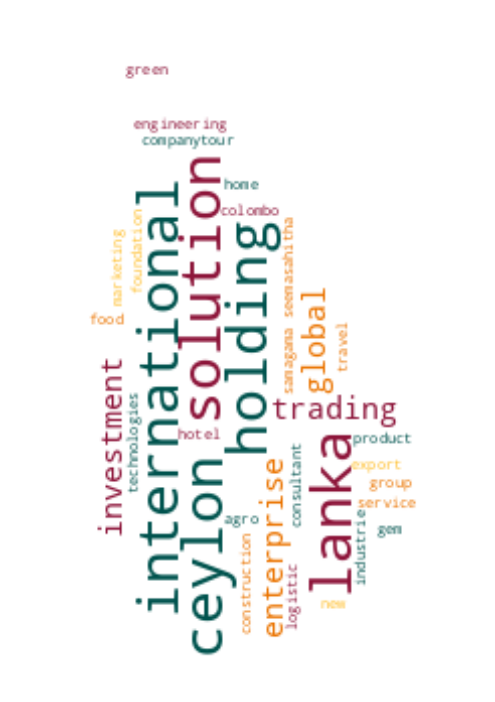 green
engineering
companytour
home
colombo
international
solution
holding
marketing
foundation
seemasahitha
food
global
samagama
travel
investment
technologies
trading
hotel
product
lanka
consultant
ceylon
enterprise
export
group
service
agro
gem
industrie
construction
logistic
new